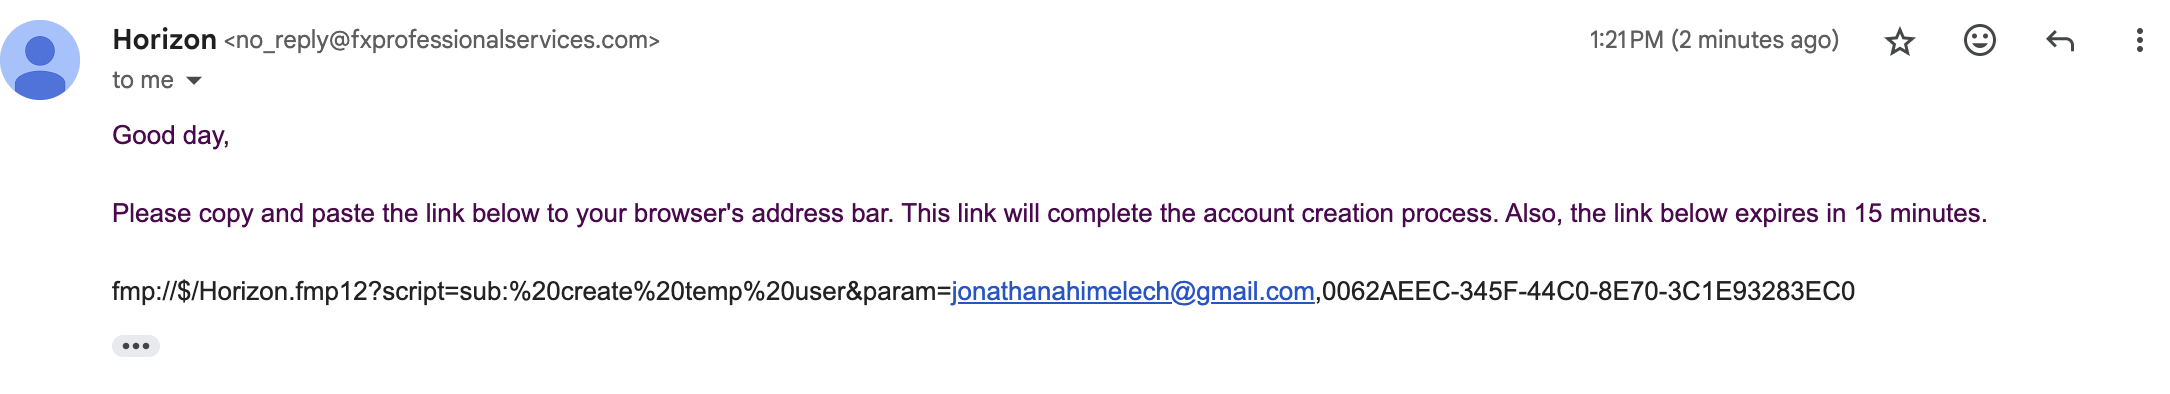 Horizon <no_reply@fxprofessionalservices.com> 1:21 PM (2 minutes ago)
to me
Good day,
Please copy and paste the link below to your browser's address bar. This link will complete the account creation process. Also, the link below expires in 15 minutes.
fmp://$/Horizon.fmp12?script=sub:%20create%20temp%20user&param=jonathanahimelech@gmail.com,0062AEEC-345F-44C0-8E70-3C1E93283EC0